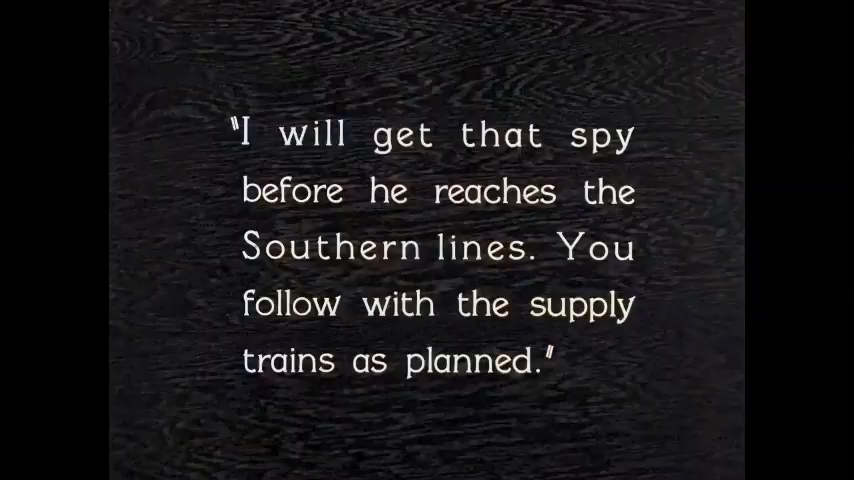 "I will get that spy
before he reaches the
Southern lines. You
follow with the supply
trains as planned."